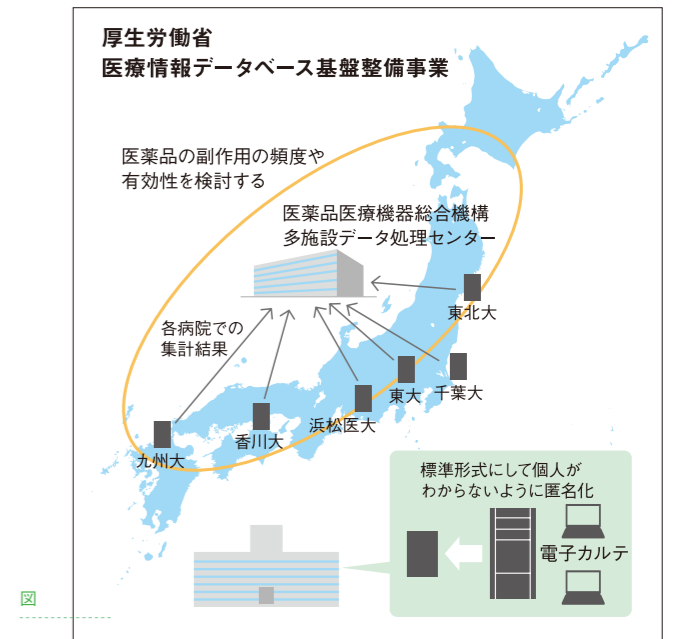 厚生労働省
医療情報データベース基盤整備事業
医薬品の副作用の頻度や
有効性を検討する
医薬品医療機器総合機構
多施設データ処理センター
各病院での
集計結果
東北大
千葉大
東大
浜松医大
香川大
九州大
標準形式にして個人が
わからないように匿名化
電子カルテ
図